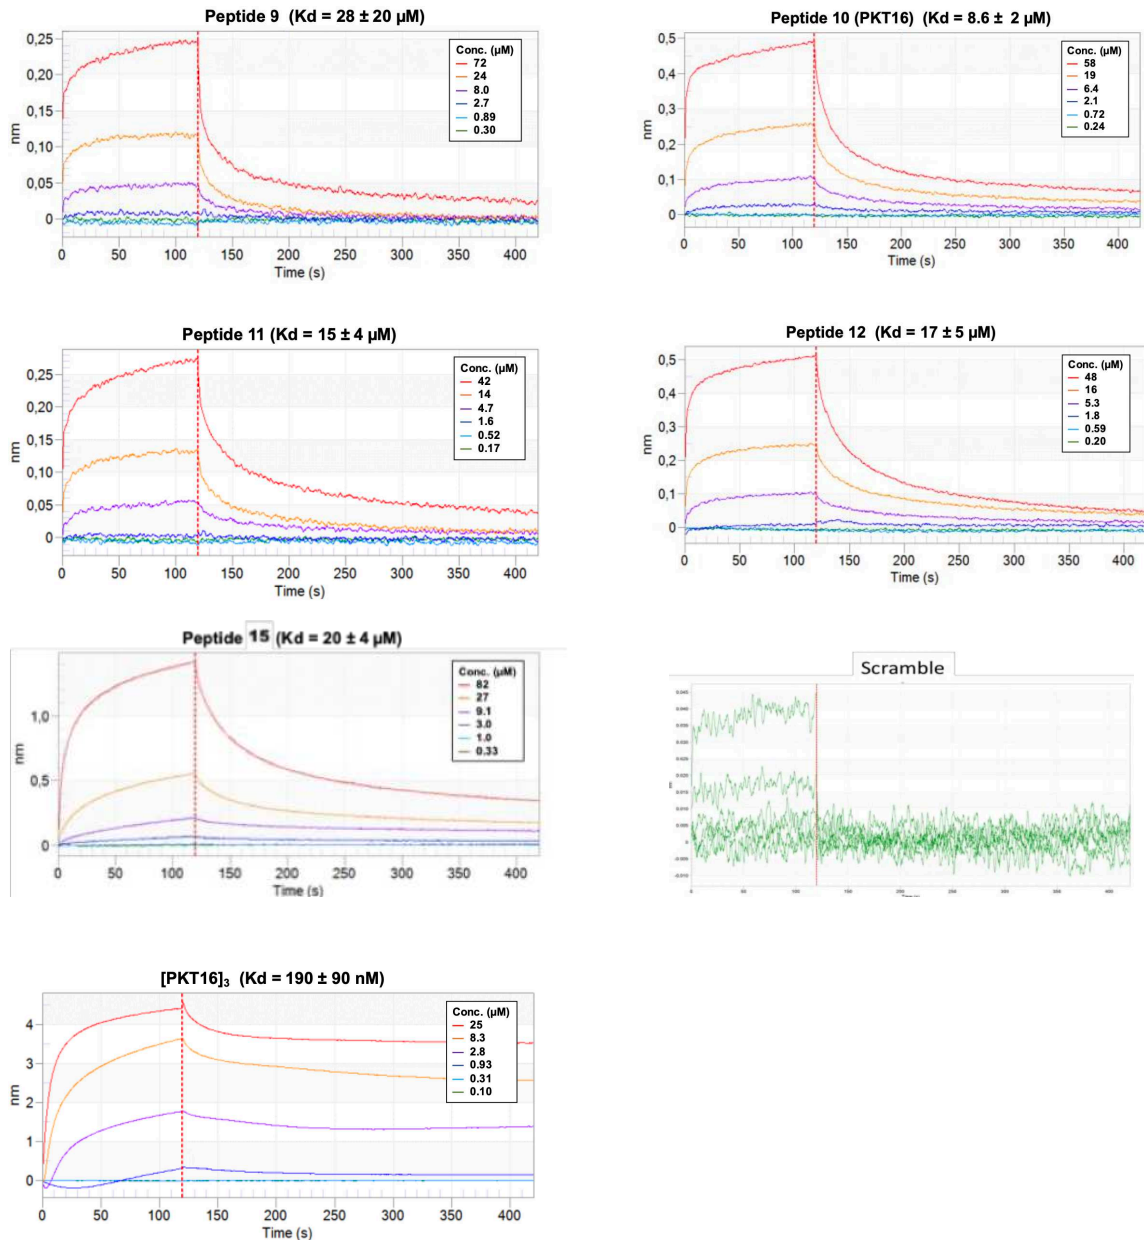 Peptide 9 (Kd = 28 ± 20 µM)
0,25
0,20
0,15
0,10
0,05
0
nm
Conc. (µM)
72
24
8.0
2.7
0.89
0.30
0 50 100 150 200 250 300 350 400
Time (s)
Peptide 10 (PKT16) (Kd = 8.6 ± 2 µM)
0,5
0,4
0,3
0,2
0,1
0
nm
Conc. (µM)
58
19
6.4
2.1
0.72
0.24
0 50 100 150 200 250 300 350 400
Time (s)
Peptide 11 (Kd = 15 ± 4 µM)
0,25
0,20
0,15
0,10
0,05
0
nm
Conc. (µM)
42
14
4.7
1.6
0.52
0.17
0 50 100 150 200 250 300 350 400
Time (s)
Peptide 12 (Kd = 17 ± 5 µM)
0,5
0,4
0,3
0,2
0,1
0
nm
Conc. (µM)
48
16
5.3
1.8
0.59
0.20
0 50 100 150 200 250 300 350 400
Time (s)
Peptide 15 (Kd = 20 ± 4 µM)
1,0
0,5
0
nm
Conc. (µM)
82
27
9.1
3.0
1.0
0.33
0 50 100 150 200 250 300 350 400
Time (s)
Scramble
0 50 100 150 200 250 300 350 400
[PKT16]₃ (Kd = 190 ± 90 nM)
4
3
2
1
0
nm
Conc. (µM)
25
8.3
2.8
0.93
0.31
0.10
0 50 100 150 200 250 300 350 400
Time (s)